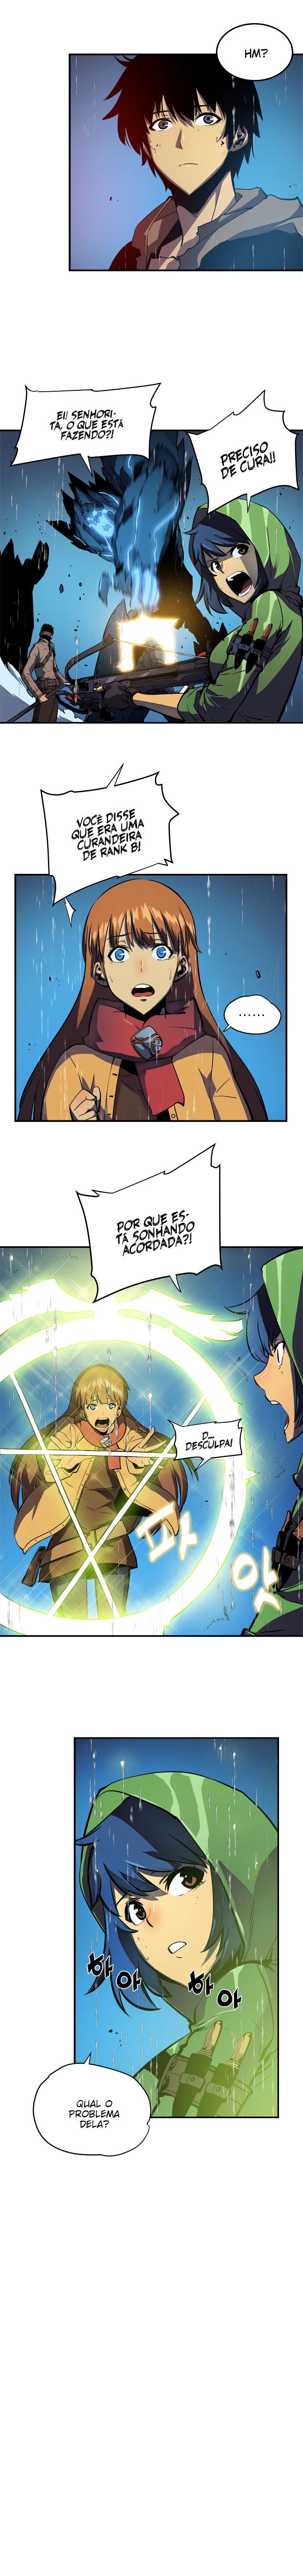 HM?
EI! SENHORI-
TA, O QUE ESTÁ
FAZENDO?!
PRECISO
DE CURA!!
VOCÊ DISSE
QUE ERA UMA
CURANDEIRA
DE RANK B!
......
POR QUE ES-
TÁ SONHANDO
ACORDADA?!
D...
DESCULPA!
파
앗
하
아
하
아
QUAL O
PROBLEMA
DELA?